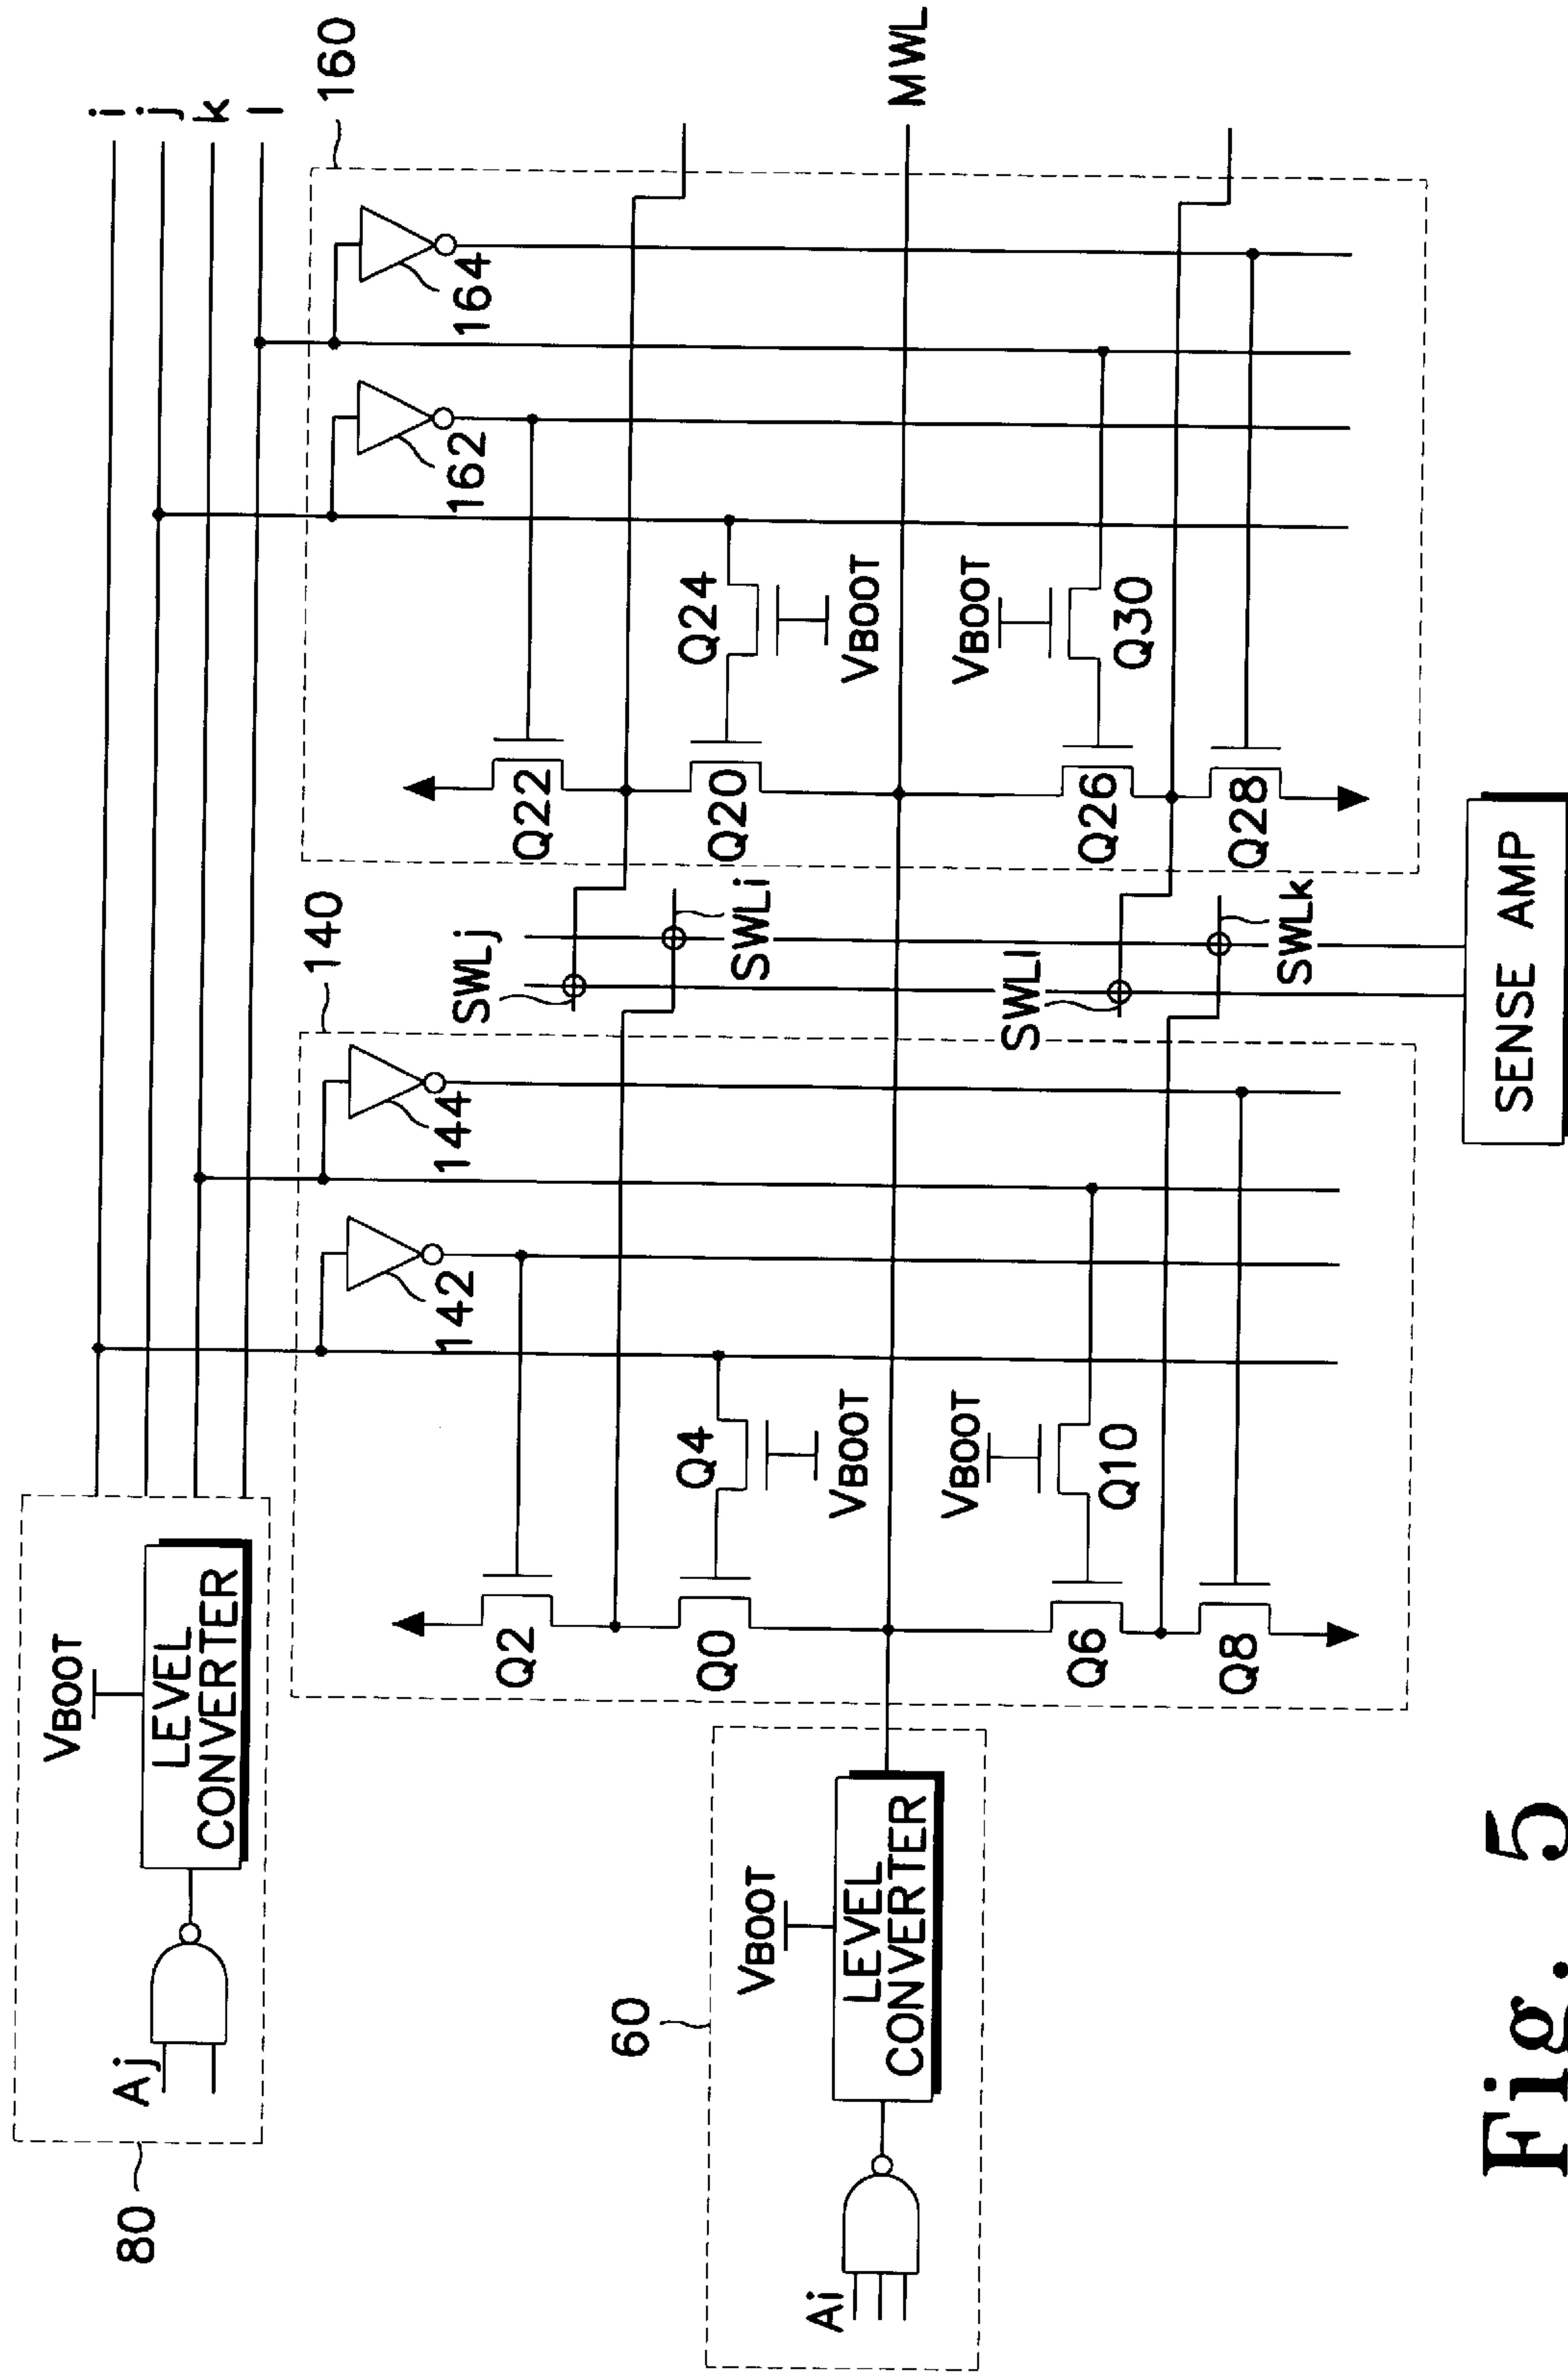 80
Aj
VBOOT
LEVEL
CONVERTER
i
j
k
l
60
Ai
VBOOT
LEVEL
CONVERTER
140
142
144
Q2
Q0
Q4
VBOOT
VBOOT
Q6
Q10
Q8
SWLj
SWLi
SWLl
SWLk
160
162
164
Q22
Q20
Q24
VBOOT
VBOOT
Q26
Q30
Q28
MWL
SENSE AMP
Fig. 5